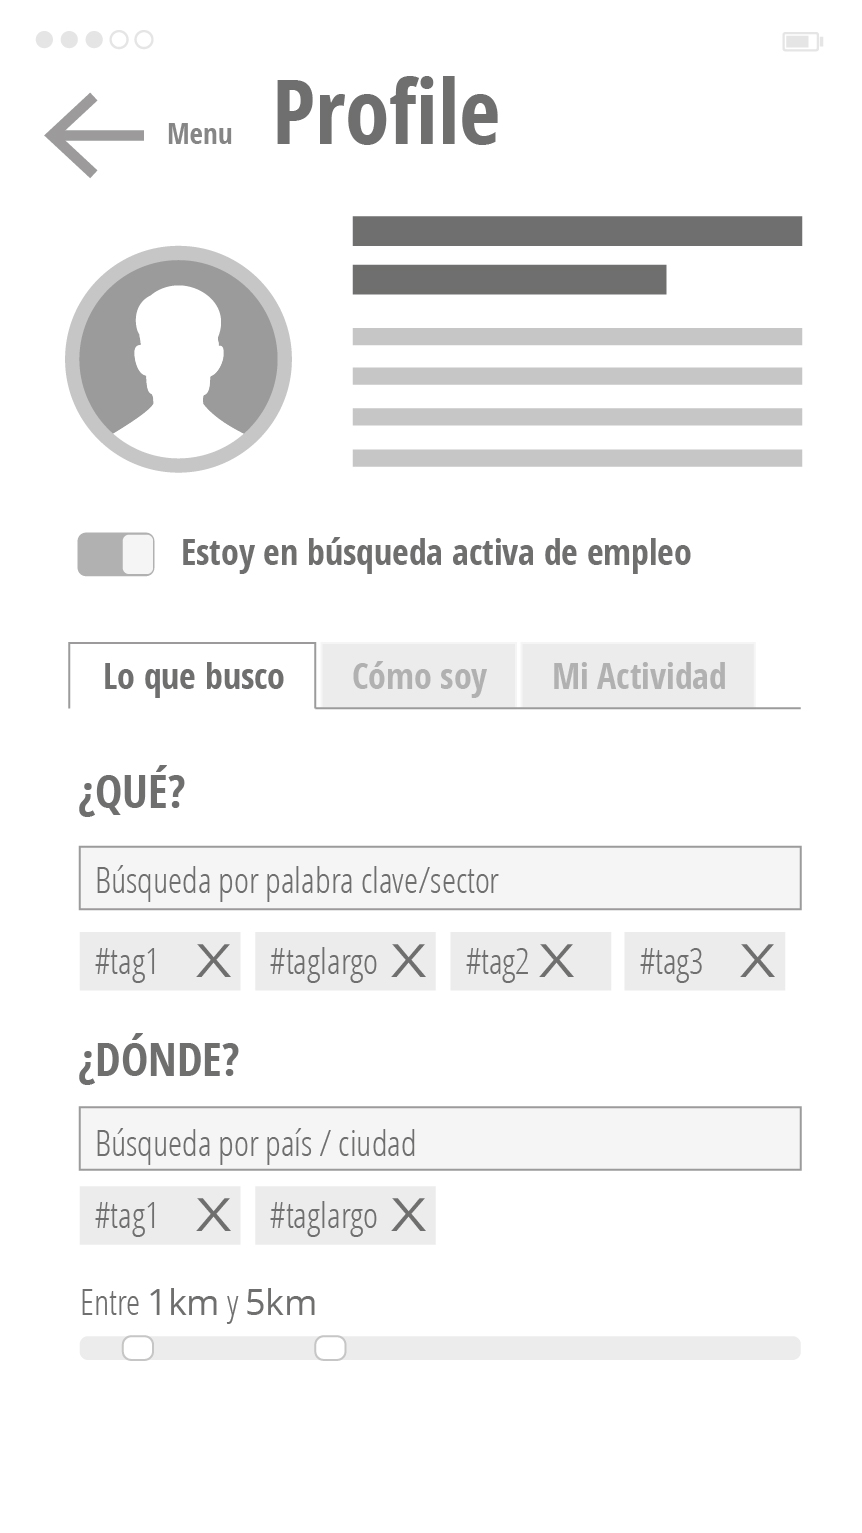 Menu Profile
Estoy en búsqueda activa de empleo
Lo que busco Cómo soy Mi Actividad
¿QUÉ?
Búsqueda por palabra clave/sector
#tag1 X #taglargo X #tag2 X #tag3 X
¿DÓNDE?
Búsqueda por país / ciudad
#tag1 X #taglargo X
Entre 1km y 5km